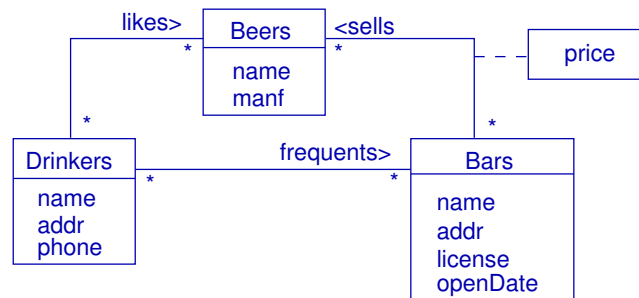 likes>
Beers
<sells
*
*
price
name
manf
*
*
Drinkers
frequents>
Bars
*
*
name
addr
phone
name
addr
license
openDate